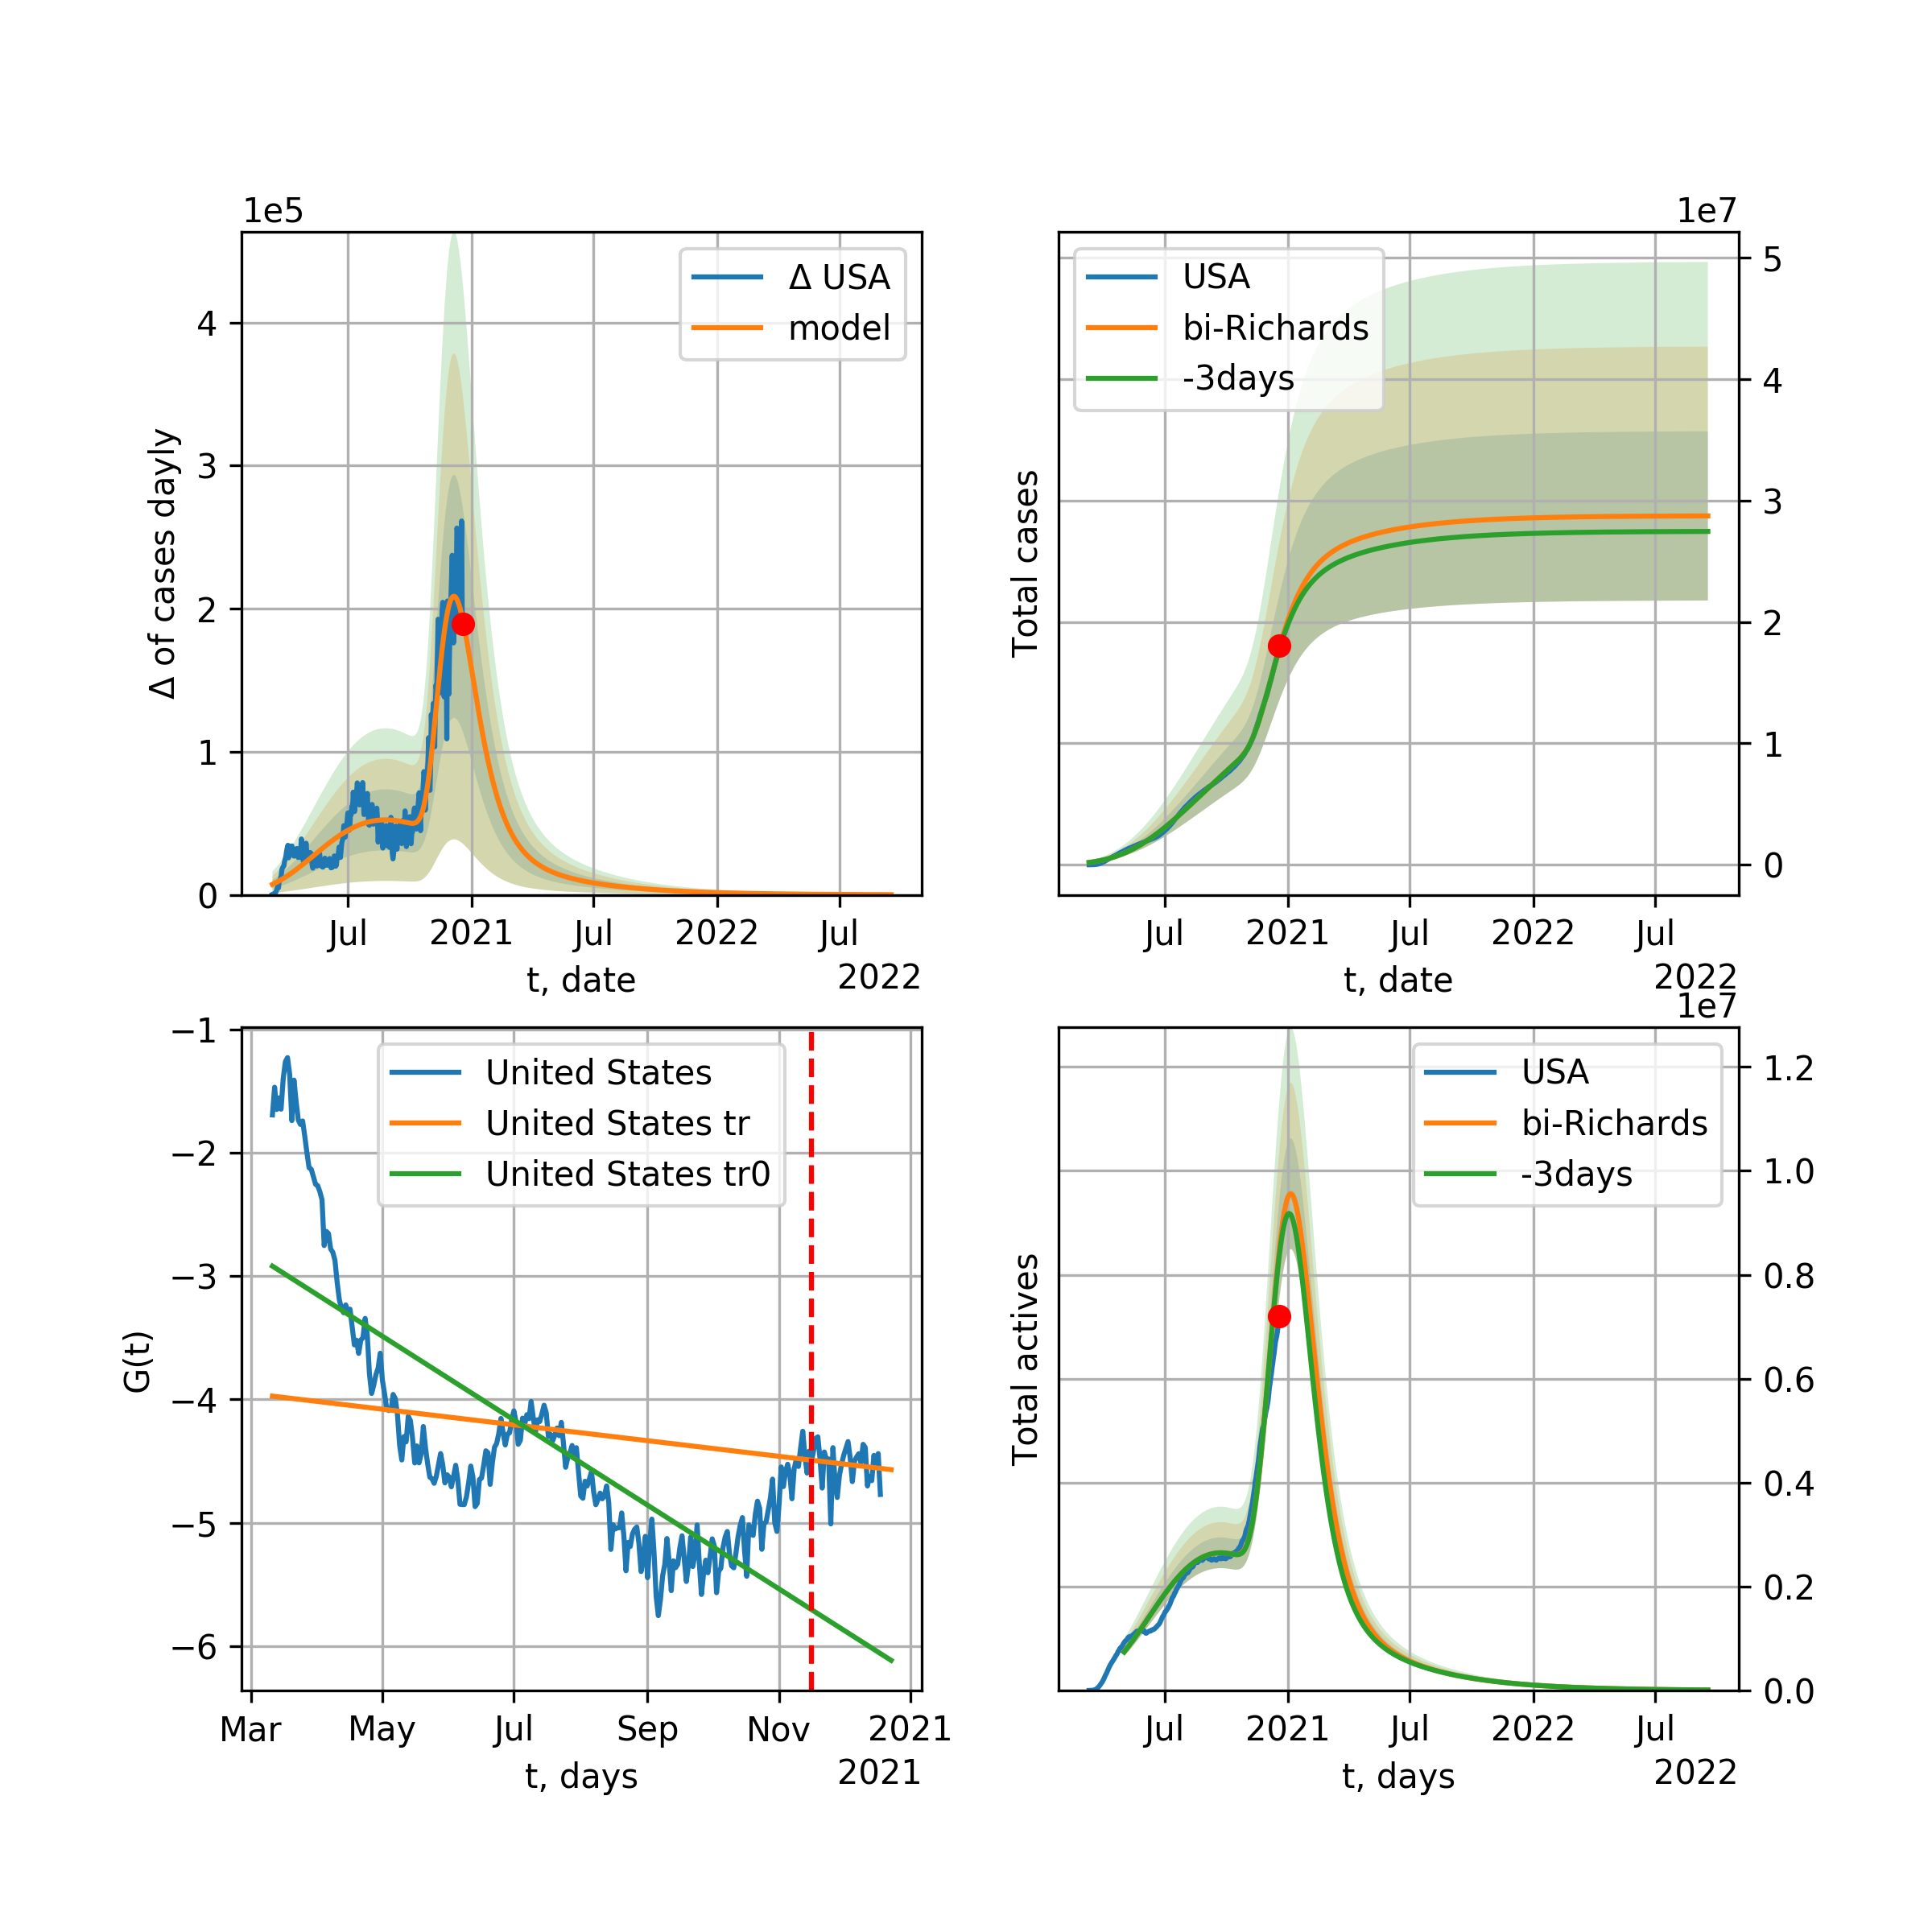 1e5
Δ of cases dayly
4
3
2
1
0
Δ USA
model
Jul
2021
Jul
2022
Jul
t, date
2022
1e7
Total cases
USA
bi-Richards
-3days
5
4
3
2
1
0
Jul
2021
Jul
2022
Jul
t, date
2022
G(t)
−1
−2
−3
−4
−5
−6
United States
United States tr
United States tr0
Mar
May
Jul
Sep
Nov
2021
t, days
2021
1e7
Total actives
USA
bi-Richards
-3days
1.2
1.0
0.8
0.6
0.4
0.2
0.0
Jul
2021
Jul
2022
Jul
t, days
2022